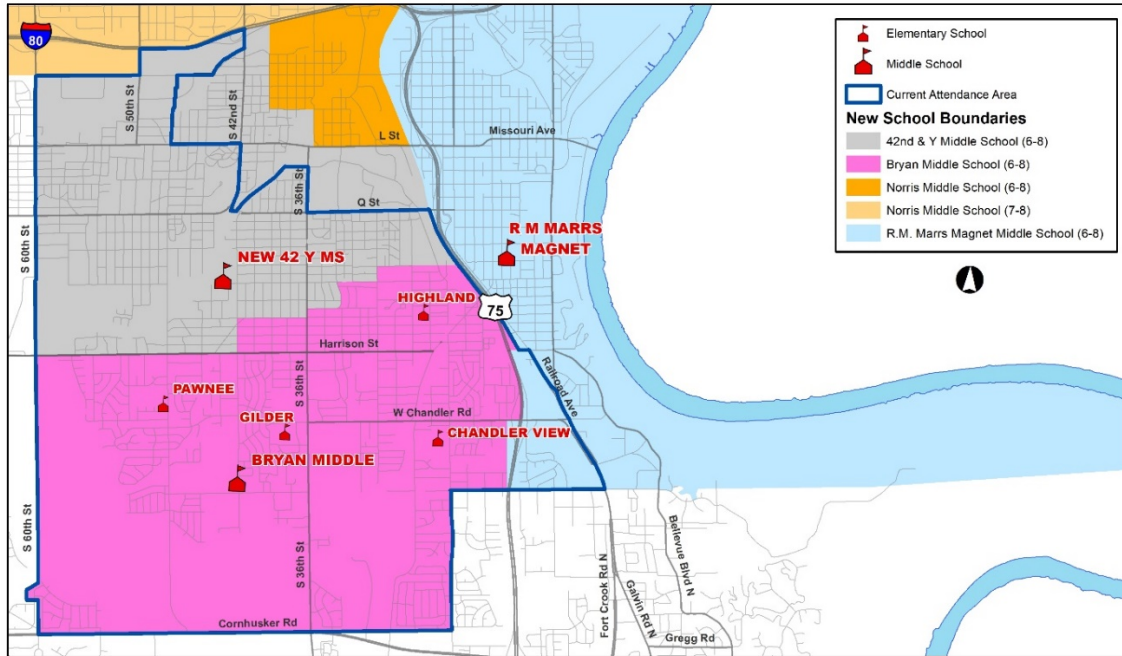 80
Elementary School
Middle School
Current Attendance Area
New School Boundaries
42nd & Y Middle School (6-8)
Bryan Middle School (6-8)
Norris Middle School (6-8)
Norris Middle School (7-8)
R.M. Marrs Magnet Middle School (6-8)
S 50th St
S 42nd St
L St
Missouri Ave
S 60th St
S 36th St
Q St
R M MARRS
MAGNET
NEW 42 Y MS
HIGHLAND
75
Harrison St
Railroad Ave
PAWNEE
S 36th St
W Chandler Rd
GILDER
CHANDLER VIEW
BRYAN MIDDLE
S 60th St
S 36th St
Cornhusker Rd
Fort Crook Rd N
Bellevue Blvd N
Galvin Rd N
Gregg Rd